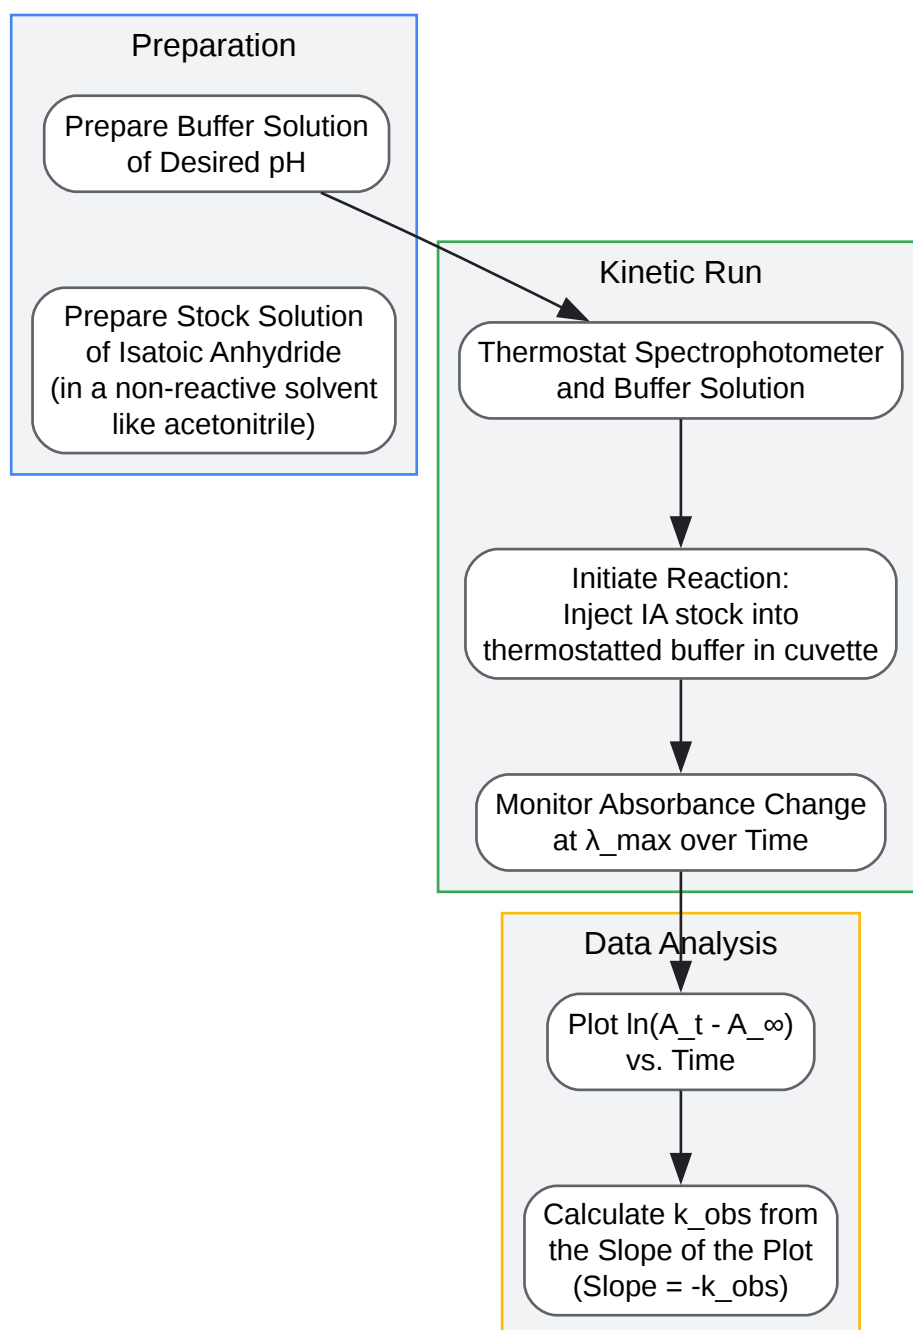 Preparation
Prepare Buffer Solution
of Desired pH
Prepare Stock Solution
of Isatoic Anhydride
(in a non-reactive solvent
like acetonitrile)
Kinetic Run
Thermostat Spectrophotometer
and Buffer Solution
Initiate Reaction:
Inject IA stock into
thermostatted buffer in cuvette
Monitor Absorbance Change
at λ_max over Time
Data Analysis
Plot ln(A_t - A_∞)
vs. Time
Calculate k_obs from
the Slope of the Plot
(Slope = -k_obs)